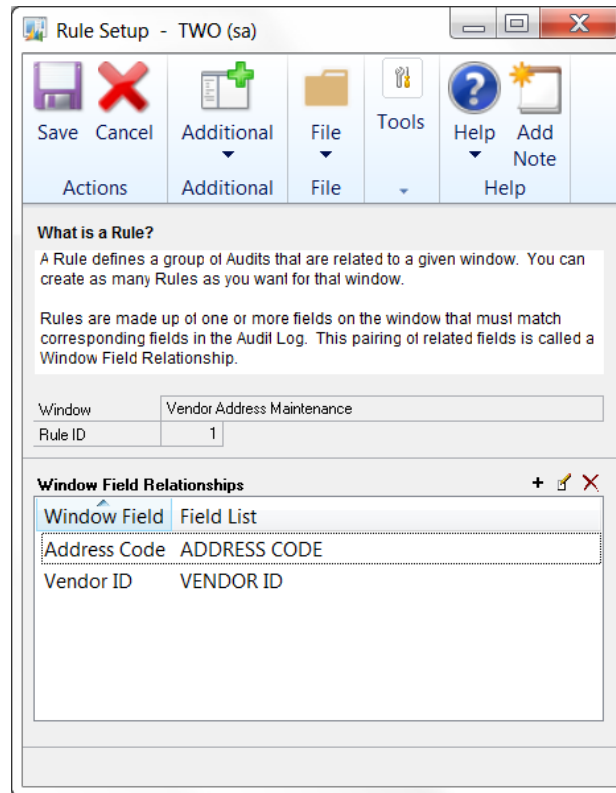 Rule Setup - TWO (sa)
Save Cancel Additional File Tools Help Add Note
Actions Additional File Help
What is a Rule?
A Rule defines a group of Audits that are related to a given window. You can
create as many Rules as you want for that window.
Rules are made up of one or more fields on the window that must match
corresponding fields in the Audit Log. This pairing of related fields is called a
Window Field Relationship.
Window Vendor Address Maintenance
Rule ID 1
Window Field Relationships
Window Field Field List
Address Code ADDRESS CODE
Vendor ID VENDOR ID